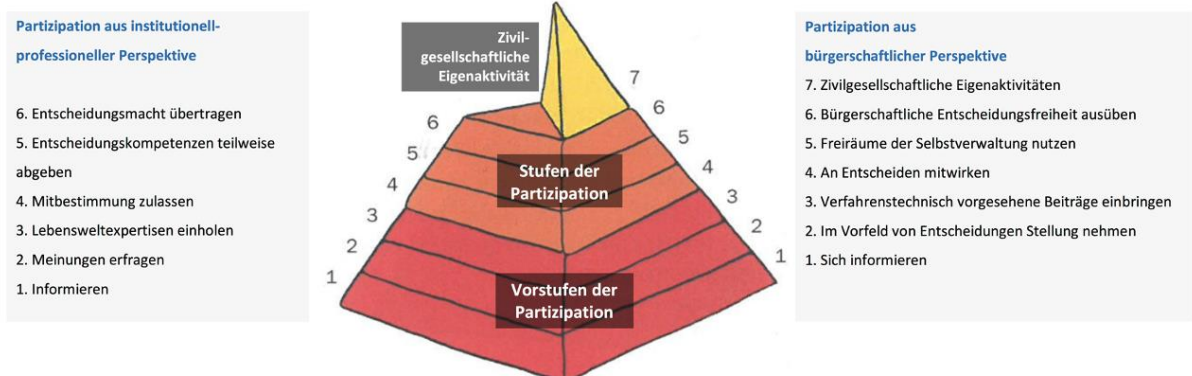 Partizipation aus institutionell-
professioneller Perspektive
6. Entscheidungsmacht übertragen
5. Entscheidungskompetenzen teilweise
abgeben
4. Mitbestimmung zulassen
3. Lebensweltexpertisen einholen
2. Meinungen erfragen
1. Informieren
Zivil-
gesellschaftliche
Eigenaktivität
6
5
4
3
2
1
Stufen der
Partizipation
Vorstufen der
Partizipation
7
6
5
4
3
2
1
Partizipation aus
bürgerschaftlicher Perspektive
7. Zivilgesellschaftliche Eigenaktivitäten
6. Bürgerschaftliche Entscheidungsfreiheit ausüben
5. Freiräume der Selbstverwaltung nutzen
4. An Entscheiden mitwirken
3. Verfahrenstechnisch vorgesehene Beiträge einbringen
2. Im Vorfeld von Entscheidungen Stellung nehmen
1. Sich informieren